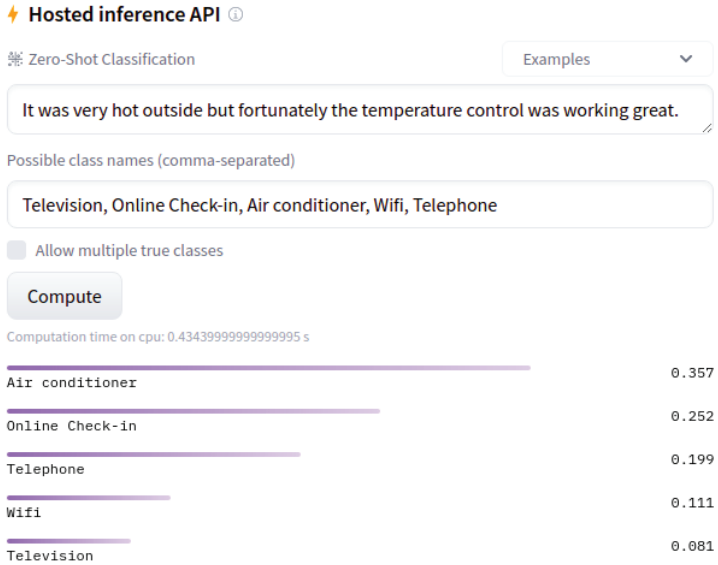 Hosted inference API
Zero-Shot Classification
Examples
It was very hot outside but fortunately the temperature control was working great.
Possible class names (comma-separated)
Television, Online Check-in, Air conditioner, Wifi, Telephone
Allow multiple true classes
Compute
Computation time on cpu: 0.43439999999999995 s
Air conditioner 0.357
Online Check-in 0.252
Telephone 0.199
Wifi 0.111
Television 0.081